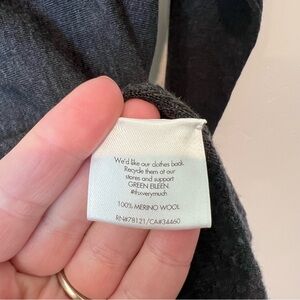 We'd like our clothes back.
Recycle them at our
stores and support
GREEN EILEEN.
#thxverymuch
100% MERINO WOOL
RN#78121/CA#34460